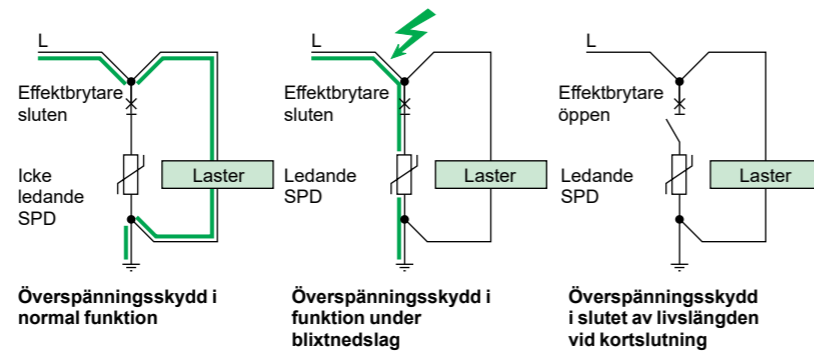 L
Effektbrytare
sluten
Icke
ledande
SPD
Laster
Överspänningsskydd i
normal funktion
L
Effektbrytare
sluten
Ledande
SPD
Laster
Överspänningsskydd i
funktion under
blixtnedslag
L
Effektbrytare
öppen
Ledande
SPD
Laster
Överspänningsskydd
i slutet av livslängden
vid kortslutning